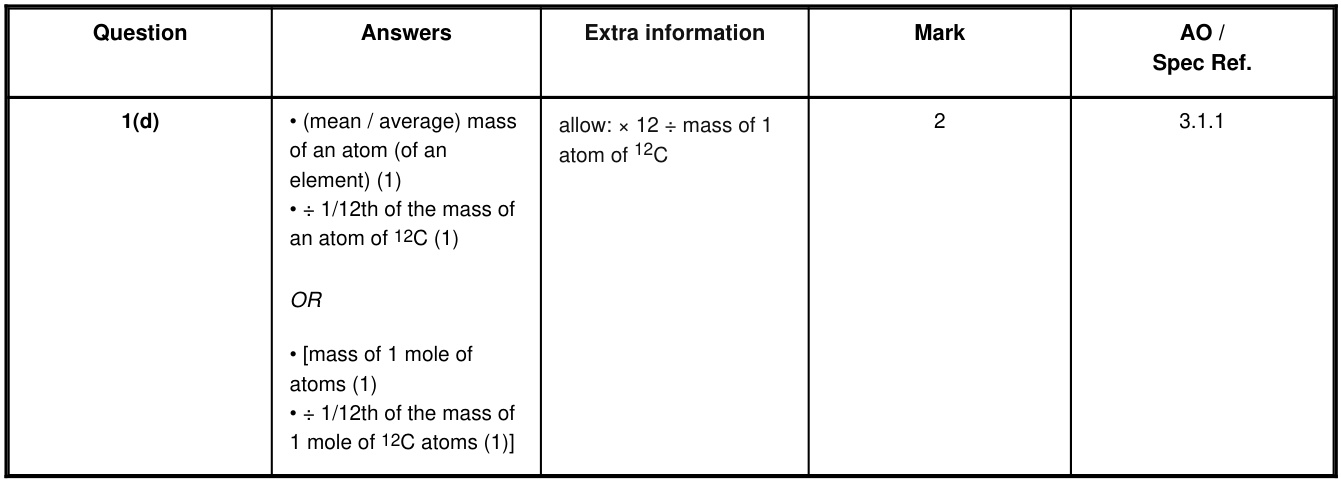 Question Answers Extra information Mark AO /
Spec Ref.
1(d)
• (mean / average) mass
of an atom (of an
element) (1)
• ÷ 1/12th of the mass of
an atom of ¹²C (1)
OR
• [mass of 1 mole of
atoms (1)
• ÷ 1/12th of the mass of
1 mole of ¹²C atoms (1)]
allow: × 12 ÷ mass of 1
atom of ¹²C
2
3.1.1